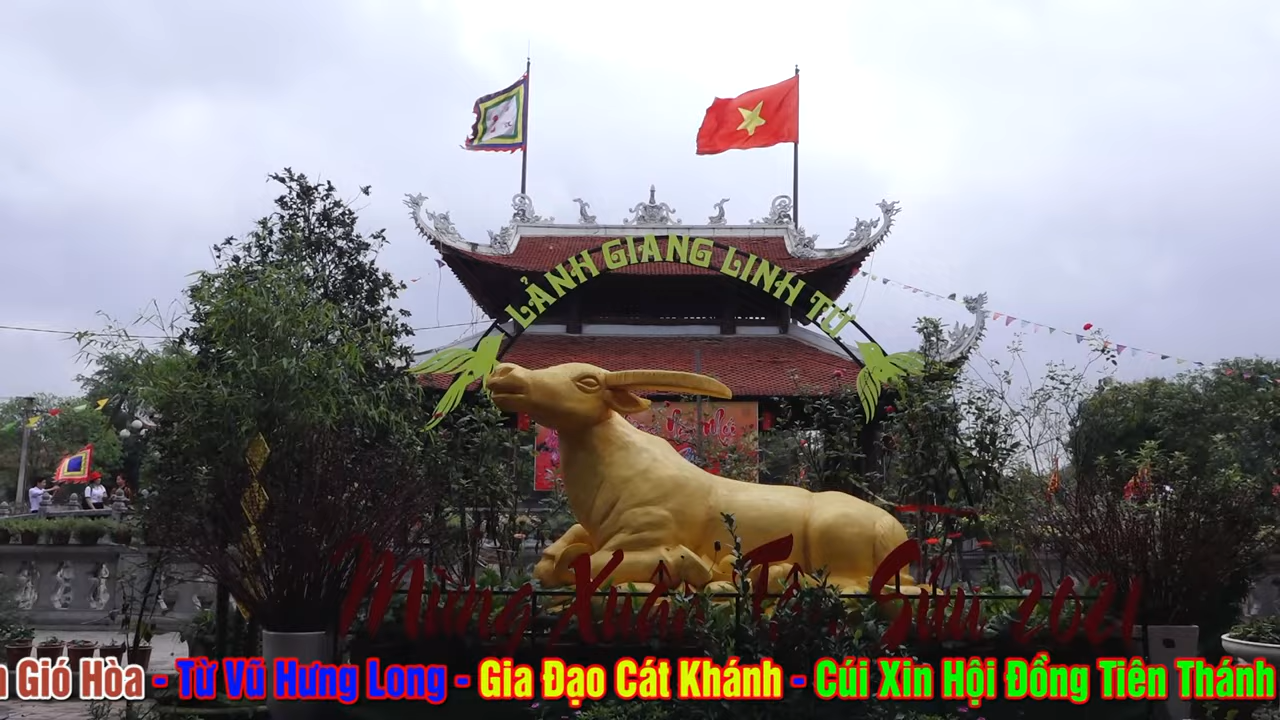 LẢNH GIANG LINH TỪ
Mừng Xuân Tân Sửu 2021
Gió Hòa - Từ Vũ Hưng Long - Gia Đạo Cát Khánh - Cúi Xin Hội Đồng Tiên Thánh